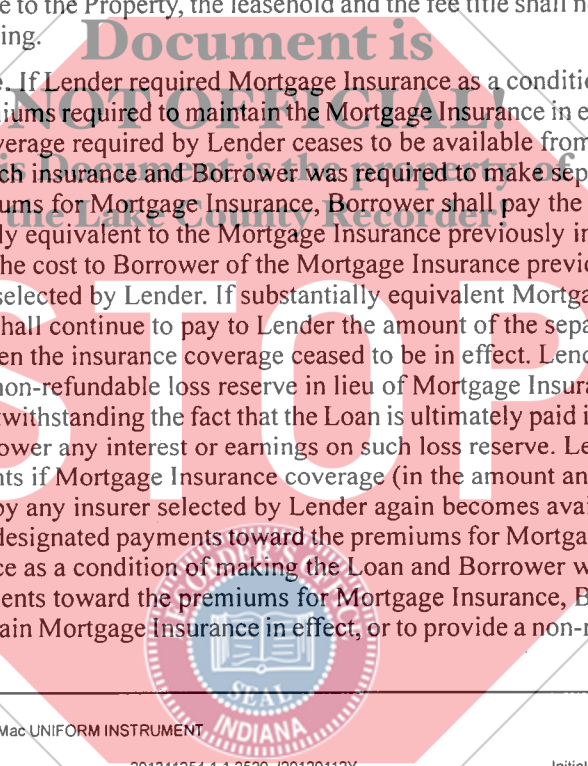 e to the Property, the leasehold and the fee title shall n
ing.
Document is
e. If Lender required Mortgage Insurance as a conditio
NOT OFFICIAL!
iums required to maintain the Mortgage Insurance in e
verage required by Lender ceases to be available from
This Document is the property of
ch insurance and Borrower was required to make sep
ums for Mortgage Insurance, Borrower shall pay the
the Lake County Recorder!
ly equivalent to the Mortgage Insurance previously in
he cost to Borrower of the Mortgage Insurance previo
selected by Lender. If substantially equivalent Mortga
hall continue to pay to Lender the amount of the sepa
en the insurance coverage ceased to be in effect. Lend
non-refundable loss reserve in lieu of Mortgage Insura
twithstanding the fact that the Loan is ultimately paid i
STOP
ower any interest or earnings on such loss reserve. Le
nts if Mortgage Insurance coverage (in the amount an
by any insurer selected by Lender again becomes avai
designated payments toward the premiums for Mortga
ce as a condition of making the Loan and Borrower w
ents toward the premiums for Mortgage Insurance, B
ain Mortgage Insurance in effect, or to provide a non-r
RECORDER'S OFFICE
SEAL
INDIANA
Mac UNIFORM INSTRUMENT
Initial